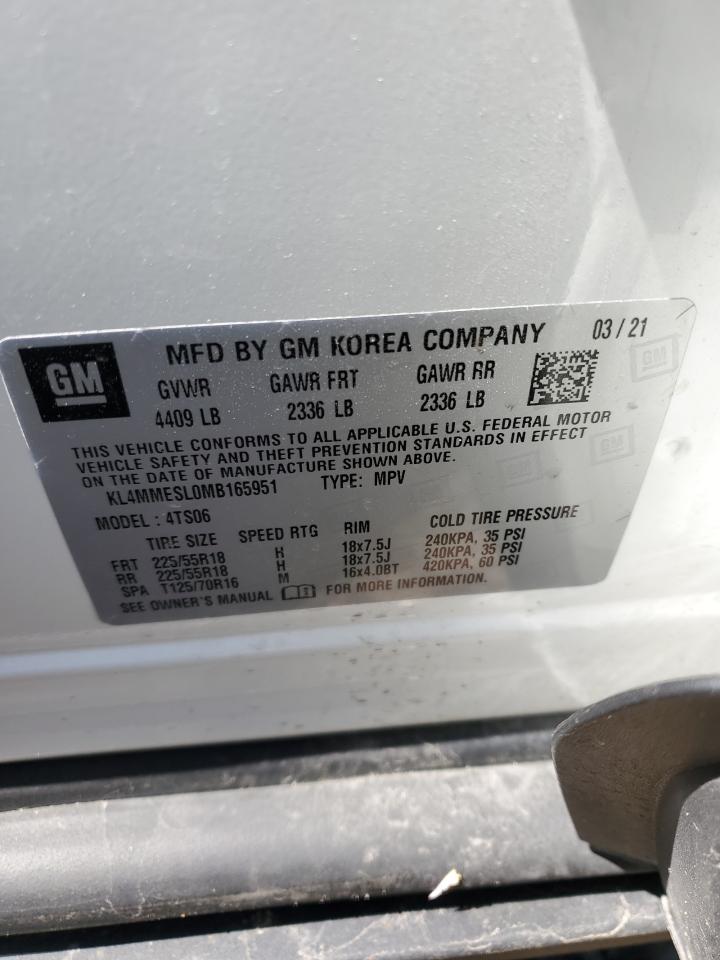 GM
MFD BY GM KOREA COMPANY 03 / 21
GVWR GAWR FRT GAWR RR
4409 LB 2336 LB 2336 LB
THIS VEHICLE CONFORMS TO ALL APPLICABLE U.S. FEDERAL MOTOR
VEHICLE SAFETY AND THEFT PREVENTION STANDARDS IN EFFECT
ON THE DATE OF MANUFACTURE SHOWN ABOVE.
KL4MMESL0MB165951 TYPE: MPV
MODEL : 4TS06
TIRE SIZE SPEED RTG RIM COLD TIRE PRESSURE
FRT 225/55R18 H 18x7.5J 240KPA, 35 PSI
RR 225/55R18 H 18x7.5J 240KPA, 35 PSI
SPA T125/70R16 M 16x4.0BT 420KPA, 60 PSI
SEE OWNER'S MANUAL FOR MORE INFORMATION.